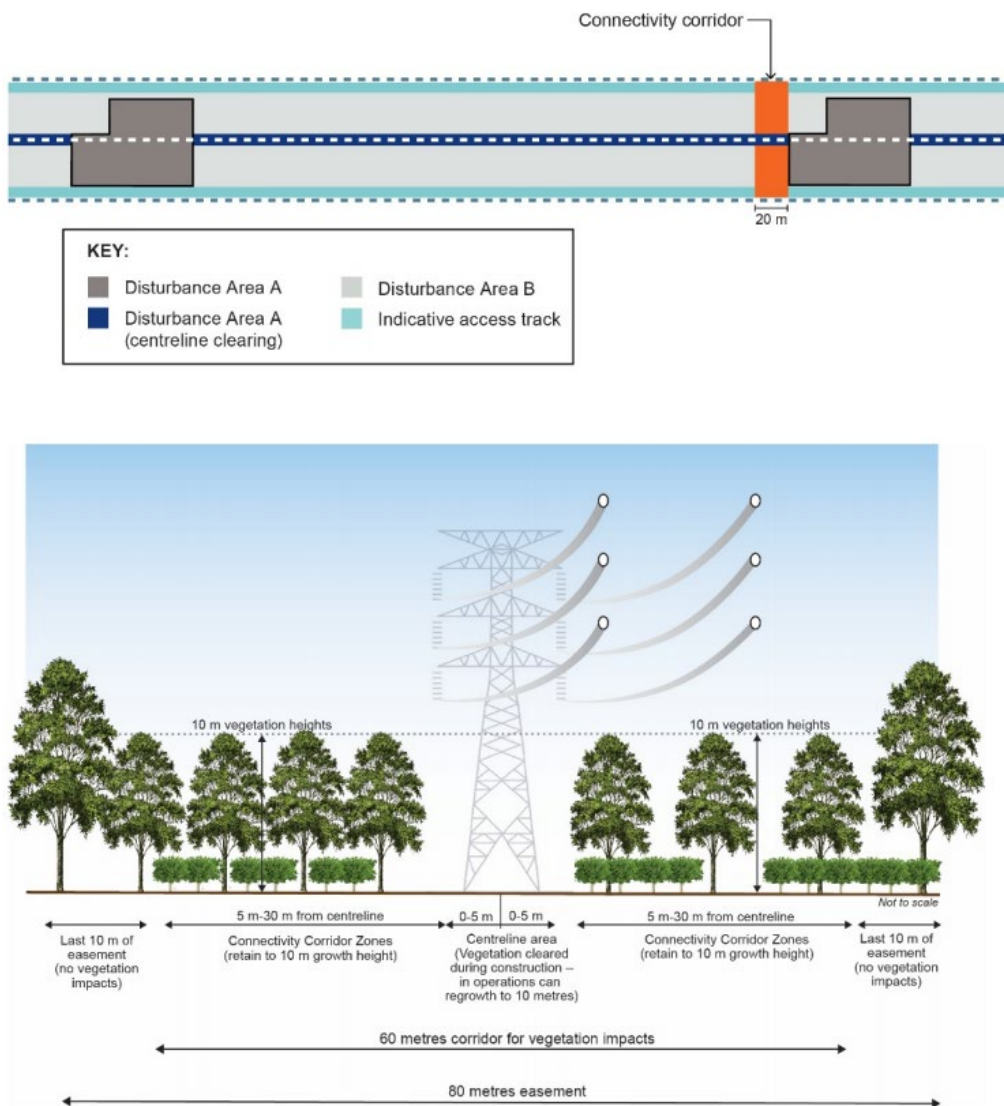 Connectivity corridor
20 m
KEY:
Disturbance Area A
Disturbance Area B
Disturbance Area A
(centreline clearing)
Indicative access track
10 m vegetation heights
10 m vegetation heights
Not to scale
5 m-30 m from centreline
0-5 m
0-5 m
5 m-30 m from centreline
Last 10 m of
easement
(no vegetation
impacts)
Connectivity Corridor Zones
(retain to 10 m growth height)
Centreline area
(Vegetation cleared
during construction –
in operations can
regrowth to 10 metres)
Connectivity Corridor Zones
(retain to 10 m growth height)
Last 10 m of
easement
(no vegetation
impacts)
60 metres corridor for vegetation impacts
80 metres easement